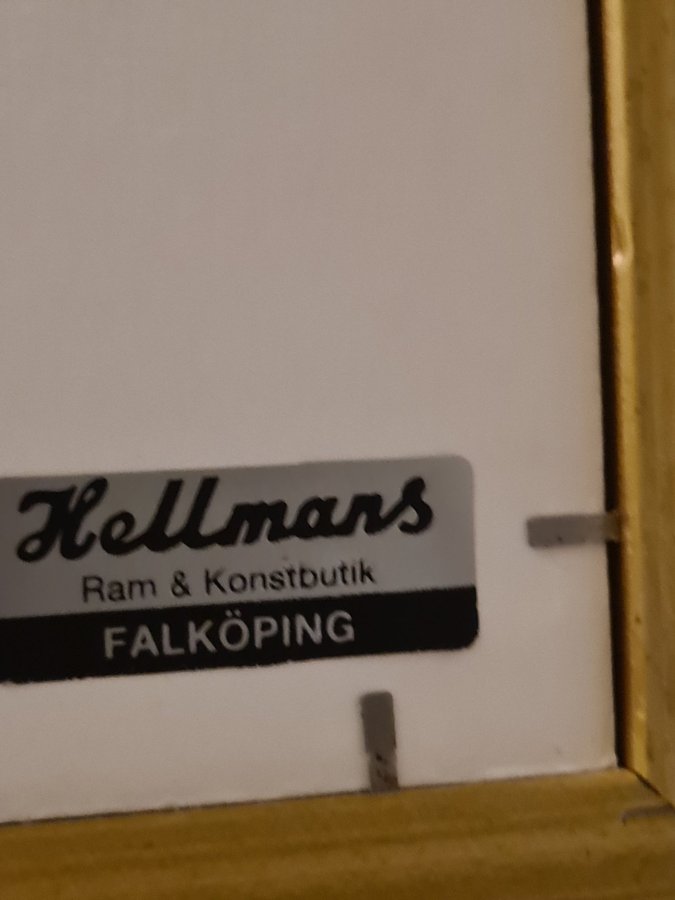 Hellmans
Ram & Konstbutik
FALKÖPING